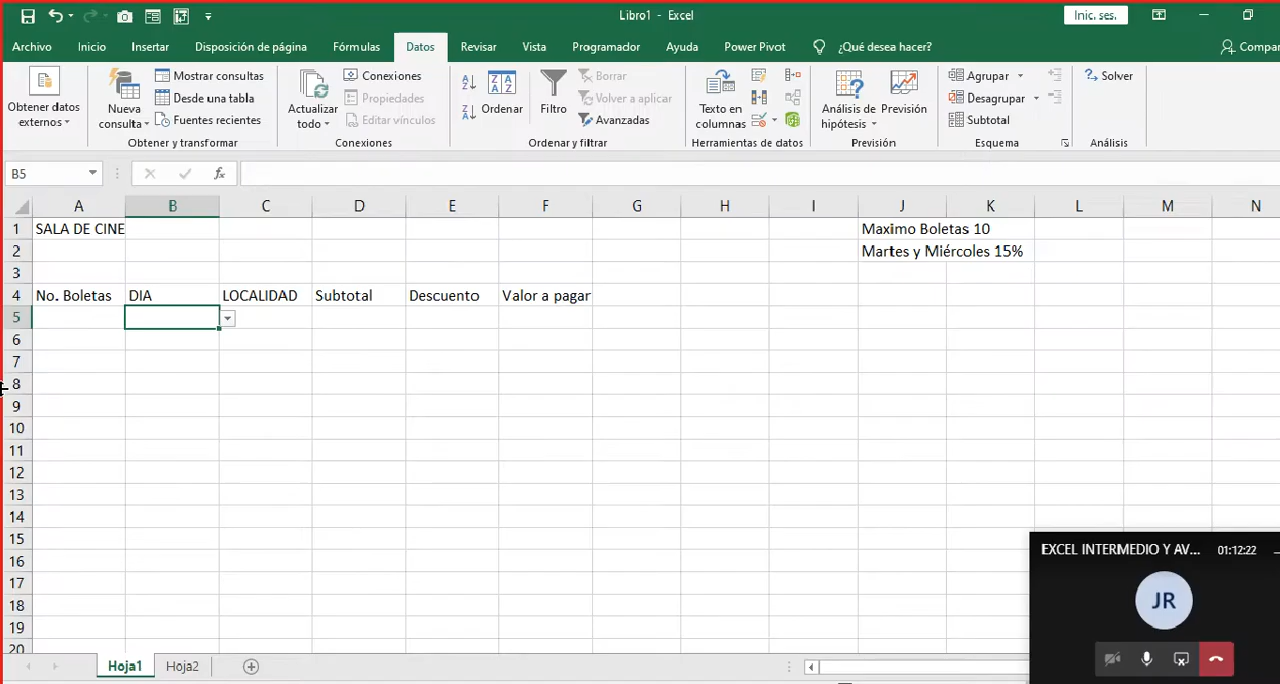 Libro1 - Excel
Inic. ses.
Archivo Inicio Insertar Disposición de página Fórmulas Datos Revisar Vista Programador Ayuda Power Pivot ¿Qué desea hacer? Compar
Obtener datos externos
Nueva consulta
Mostrar consultas
Desde una tabla
Fuentes recientes
Obtener y transformar
Actualizar todo
Conexiones
Propiedades
Editar vínculos
Conexiones
Ordenar
Filtro
Borrar
Volver a aplicar
Avanzadas
Ordenar y filtrar
Texto en columnas
Herramientas de datos
Análisis de hipótesis
Previsión
Previsión
Agrupar
Desagrupar
Subtotal
Esquema
Solver
Análisis
B5 fx
A B C D E F G H I J K L M N
1 SALA DE CINE Maximo Boletas 10
2 Martes y Miércoles 15%
3
4 No. Boletas DIA LOCALIDAD Subtotal Descuento Valor a pagar
5
6
7
8
9
10
11
12
13
14
15
16
17
18
19
20
Hoja1 Hoja2
EXCEL INTERMEDIO Y AV... 01:12:22
JR